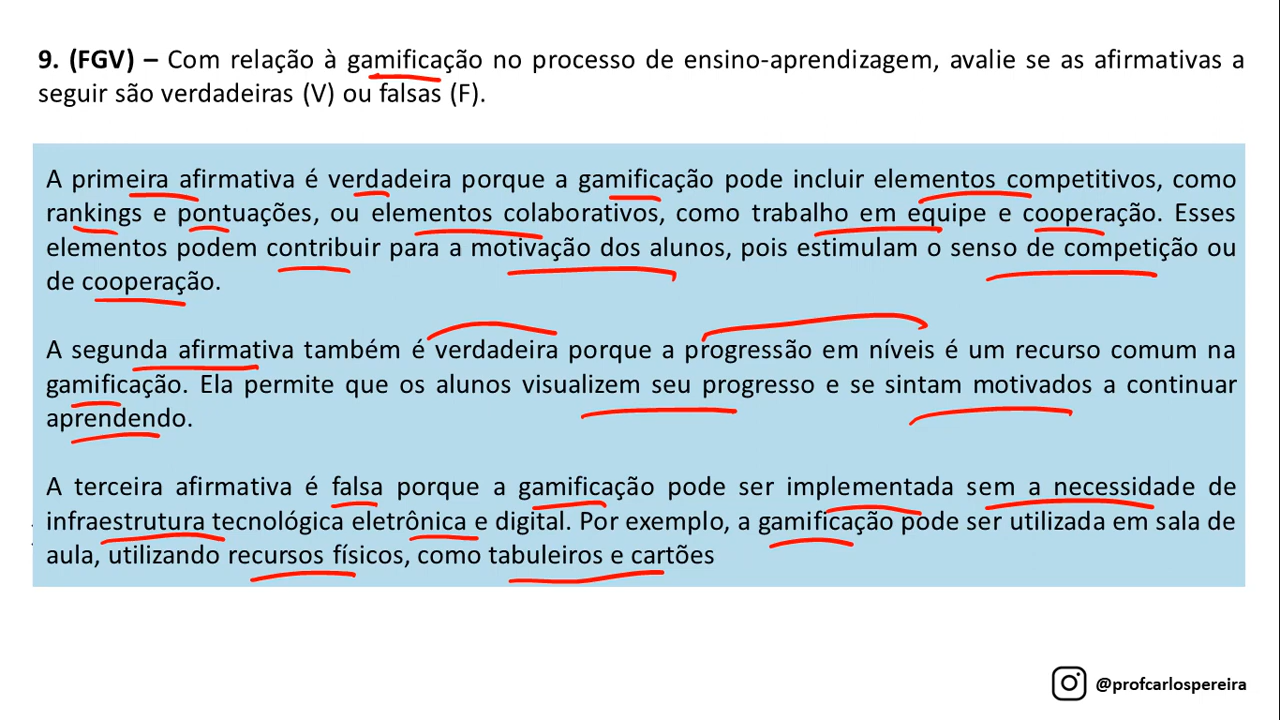 9. (FGV) – Com relação à gamificação no processo de ensino-aprendizagem, avalie se as afirmativas a
seguir são verdadeiras (V) ou falsas (F).
A primeira afirmativa é verdadeira porque a gamificação pode incluir elementos competitivos, como
rankings e pontuações, ou elementos colaborativos, como trabalho em equipe e cooperação. Esses
elementos podem contribuir para a motivação dos alunos, pois estimulam o senso de competição ou
de cooperação.
A segunda afirmativa também é verdadeira porque a progressão em níveis é um recurso comum na
gamificação. Ela permite que os alunos visualizem seu progresso e se sintam motivados a continuar
aprendendo.
A terceira afirmativa é falsa porque a gamificação pode ser implementada sem a necessidade de
infraestrutura tecnológica eletrônica e digital. Por exemplo, a gamificação pode ser utilizada em sala de
aula, utilizando recursos físicos, como tabuleiros e cartões
@profcarlospereira